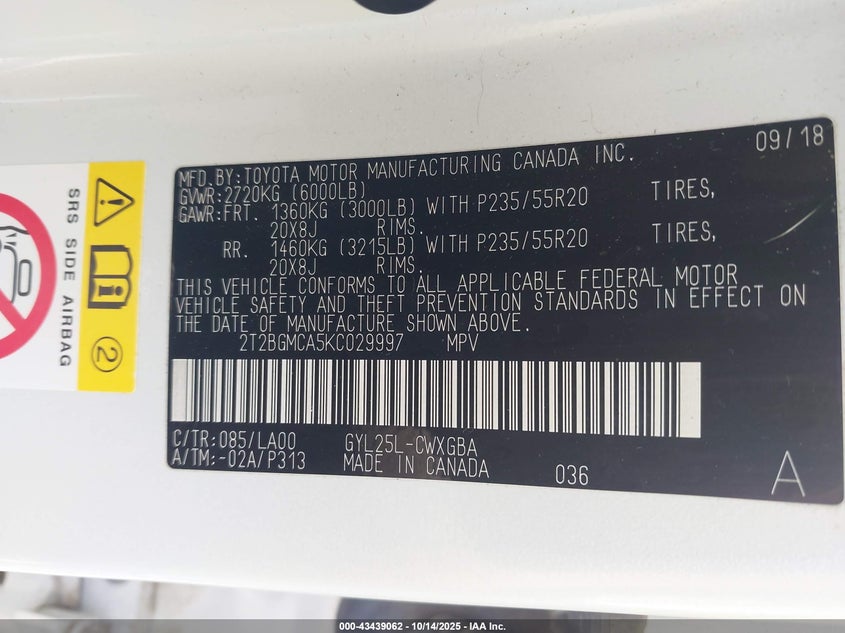 SRS SIDE AIRBAG
2
09/18
MFD.BY:TOYOTA MOTOR MANUFACTURING CANADA INC.
GVWR:2720KG (6000LB)
GAWR:FRT. 1360KG (3000LB) WITH P235/55R20 TIRES,
20X8J RIMS.
RR. 1460KG (3215LB) WITH P235/55R20 TIRES,
20X8J RIMS.
THIS VEHICLE CONFORMS TO ALL APPLICABLE FEDERAL MOTOR
VEHICLE SAFETY AND THEFT PREVENTION STANDARDS IN EFFECT ON
THE DATE OF MANUFACTURE SHOWN ABOVE.
2T2BGMCA5KC029997 MPV
C/TR:085/LA00 GYL25L-CWXGBA
A/TM:-02A/P313 MADE IN CANADA 036
A
000-43439062 - 10/14/2025 - IAA Inc.